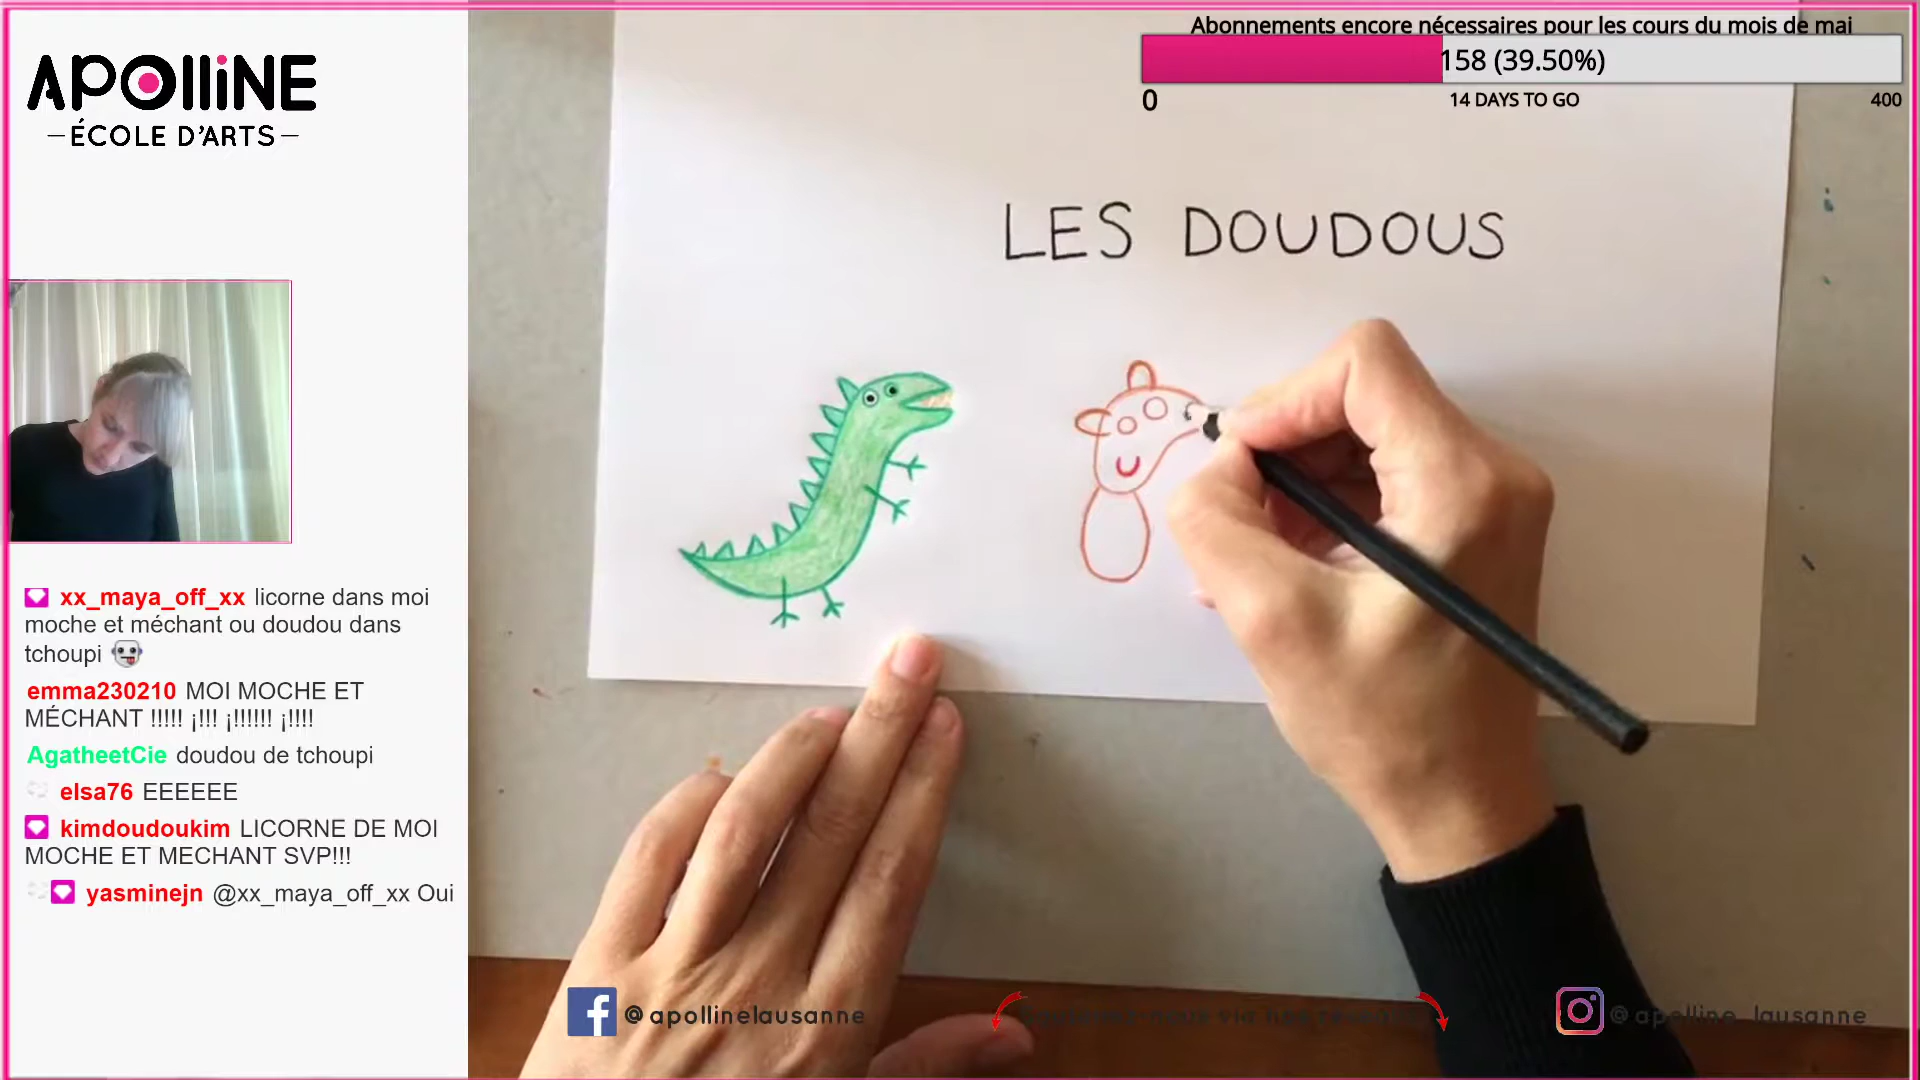 APOLLINE
ÉCOLE D'ARTS
Abonnements encore nécessaires pour les cours du mois de mai
158 (39.50%)
0
14 DAYS TO GO
400
LES DOUDOUS
xx_maya_off_xx licorne dans moi
moche et méchant ou doudou dans
tchoupi
emma230210 MOI MOCHE ET
MÉCHANT !!!!! ¡!!! ¡!!!!!! ¡!!!!
AgatheetCie doudou de tchoupi
elsa76 EEEEEE
kimdoudoukim LICORNE DE MOI
MOCHE ET MECHANT SVP!!!
yasminejn @xx_maya_off_xx Oui
@apollinelausanne
@apolline_lausanne